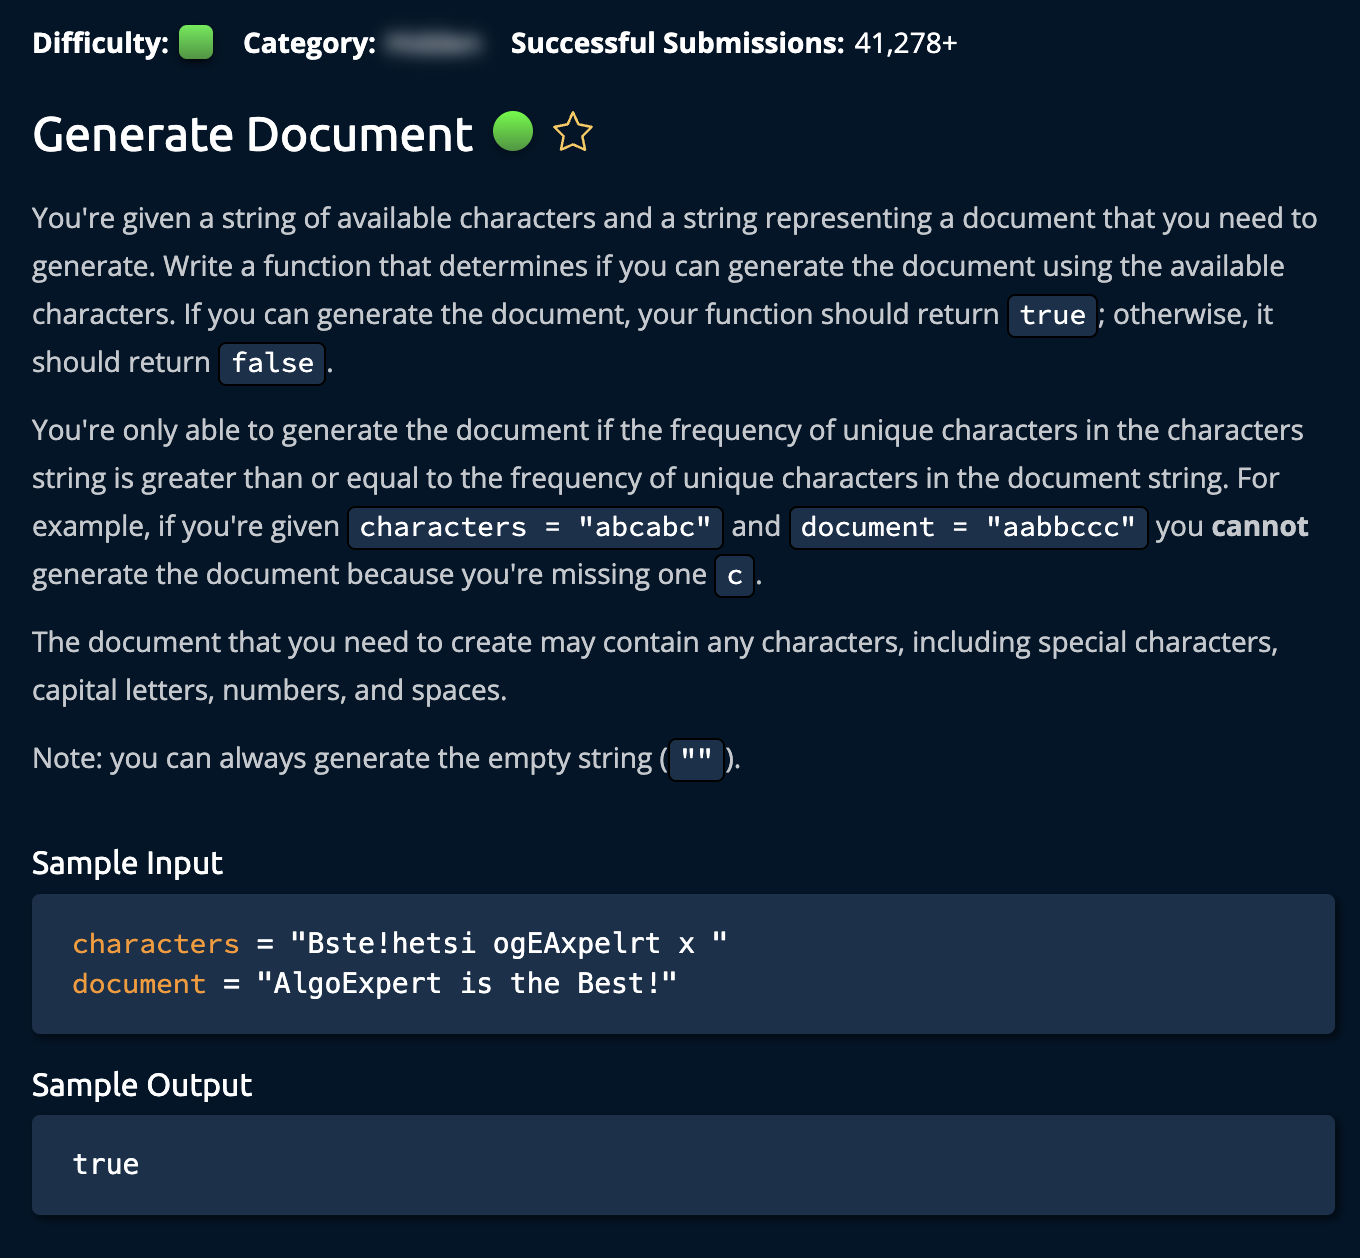 Difficulty: Category: Successful Submissions: 41,278+
Generate Document
You're given a string of available characters and a string representing a document that you need to
generate. Write a function that determines if you can generate the document using the available
characters. If you can generate the document, your function should return true; otherwise, it
should return false.
You're only able to generate the document if the frequency of unique characters in the characters
string is greater than or equal to the frequency of unique characters in the document string. For
example, if you're given characters = "abcabc" and document = "aabbccc" you cannot
generate the document because you're missing one c.
The document that you need to create may contain any characters, including special characters,
capital letters, numbers, and spaces.
Note: you can always generate the empty string ("").
Sample Input
characters = "Bste!hetsi ogEAxpelrt x "
document = "AlgoExpert is the Best!"
Sample Output
true